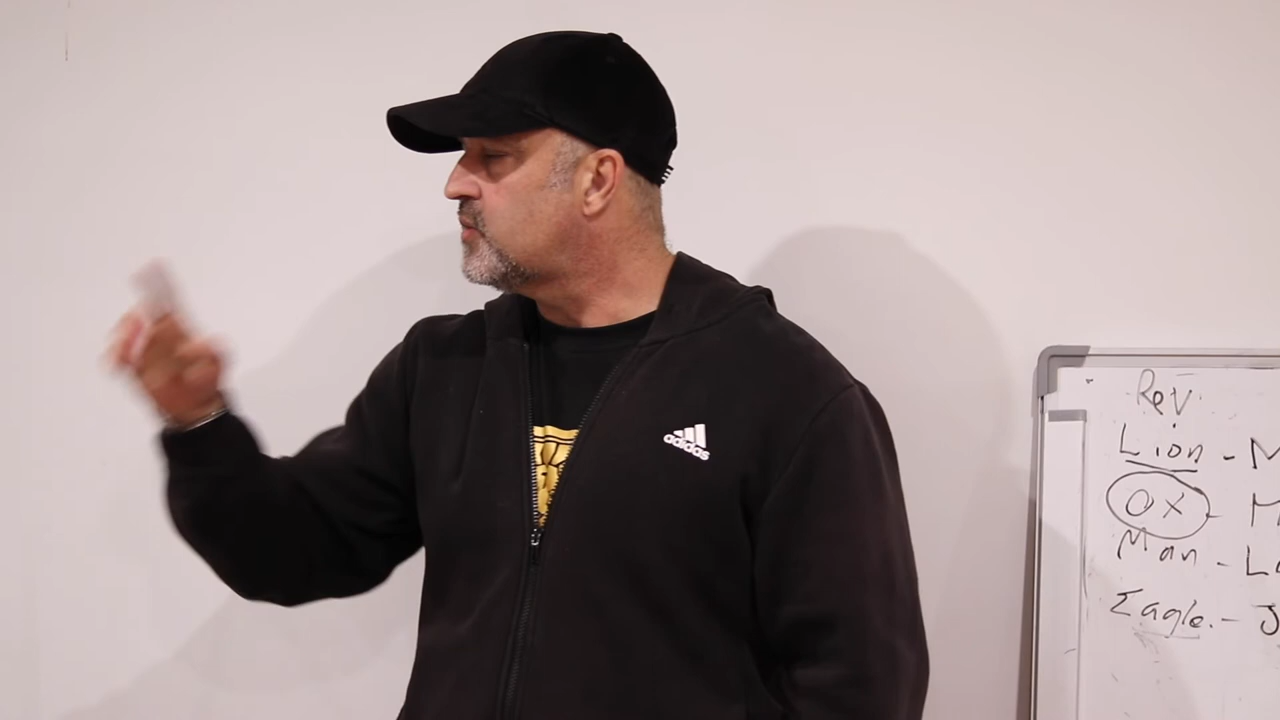 adidas
Rev.
Lion - M
OX - M
Man - L
Eagle. - J